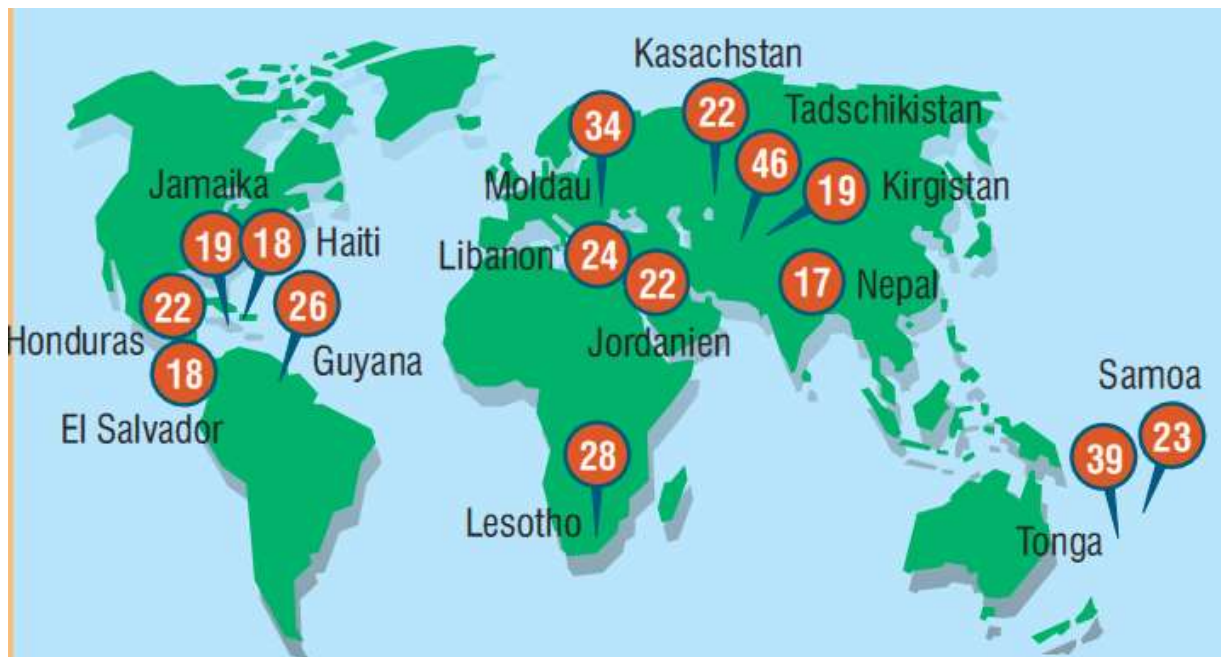 Kasachstan
22
Tadschikistan
34
46
Jamaika
Moldau
19
Kirgistan
19
18
Haiti
Libanon
24
22
17
Nepal
22
26
Honduras
Jordanien
Guyana
18
El Salvador
Samoa
28
39
23
Lesotho
Tonga